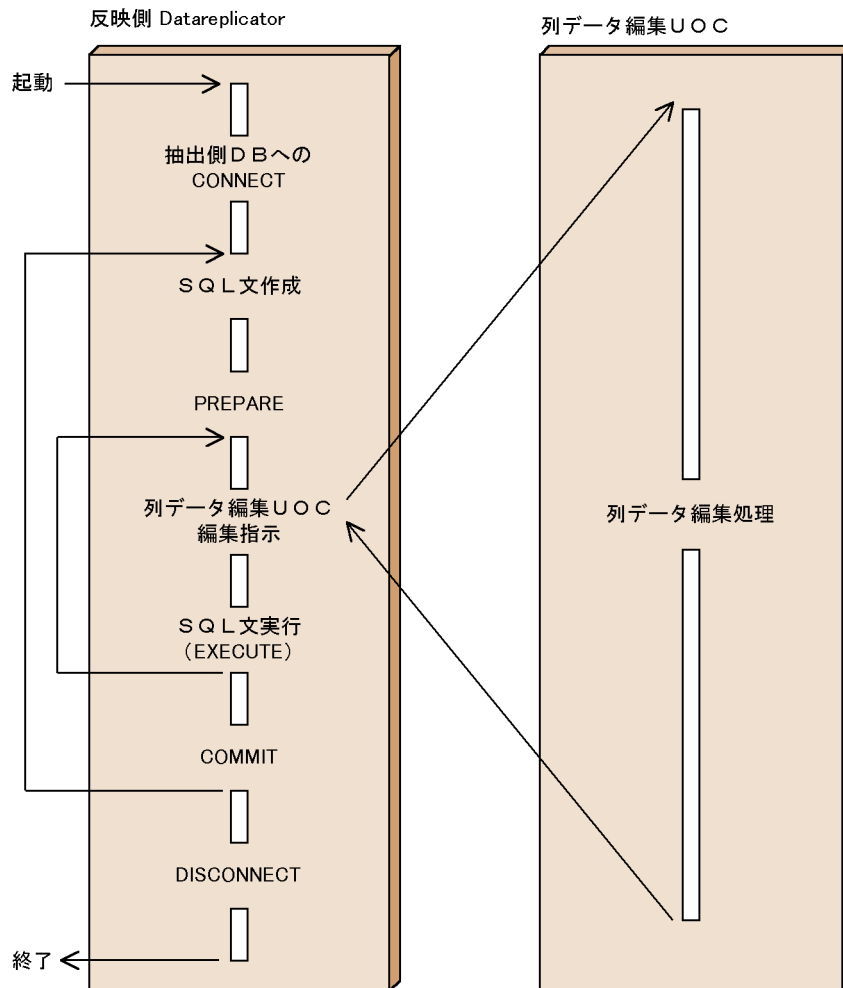 反映側 Datareplicator
列データ編集ＵＯＣ
起動
抽出側ＤＢへの
CONNECT
ＳＱＬ文作成
PREPARE
列データ編集ＵＯＣ
編集指示
列データ編集処理
ＳＱＬ文実行
（EXECUTE）
COMMIT
DISCONNECT
終了